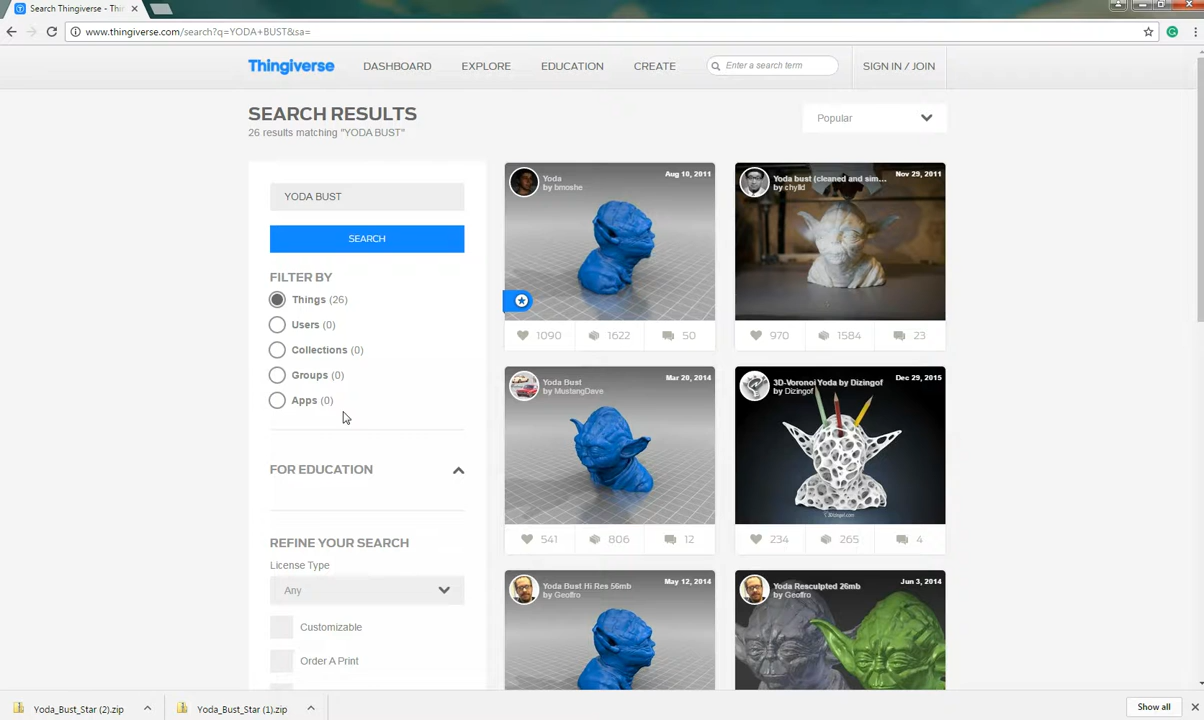 Search Thingiverse - Thin
www.thingiverse.com/search?q=YODA+BUST&sa=
Thingiverse
DASHBOARD
EXPLORE
EDUCATION
CREATE
Enter a search term
SIGN IN / JOIN
SEARCH RESULTS
26 results matching "YODA BUST"
Popular
YODA BUST
SEARCH
FILTER BY
Things (26)
Users (0)
Collections (0)
Groups (0)
Apps (0)
FOR EDUCATION
REFINE YOUR SEARCH
License Type
Any
Customizable
Order A Print
Yoda
by bmoshe
Aug 10, 2011
1090
1622
50
Yoda bust (cleaned and sim...
by chylld
Nov 29, 2011
970
1584
23
Yoda Bust
by MustangDave
Mar 20, 2014
541
806
12
3D-Voronoi Yoda by Dizingof
by Dizingof
Dec 29, 2015
234
265
4
Yoda Bust Hi Res 56mb
by Geoffro
May 12, 2014
Yoda Resculpted 26mb
by Geoffro
Jun 3, 2014
Yoda_Bust_Star (2).zip
Yoda_Bust_Star (1).zip
Show all